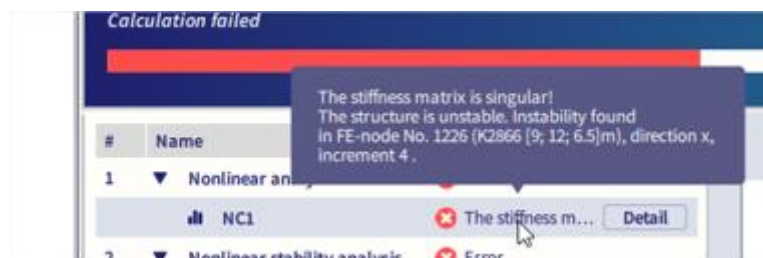 Calculation failed
The stiffness matrix is singular!
The structure is unstable. Instability found
in FE-node No. 1226 (K2866 [9; 12; 6.5]m), direction x,
increment 4 .
# Name
1 Nonlinear
NC1 The stiffness m... Detail
2 Nonlinear stability analysis Error